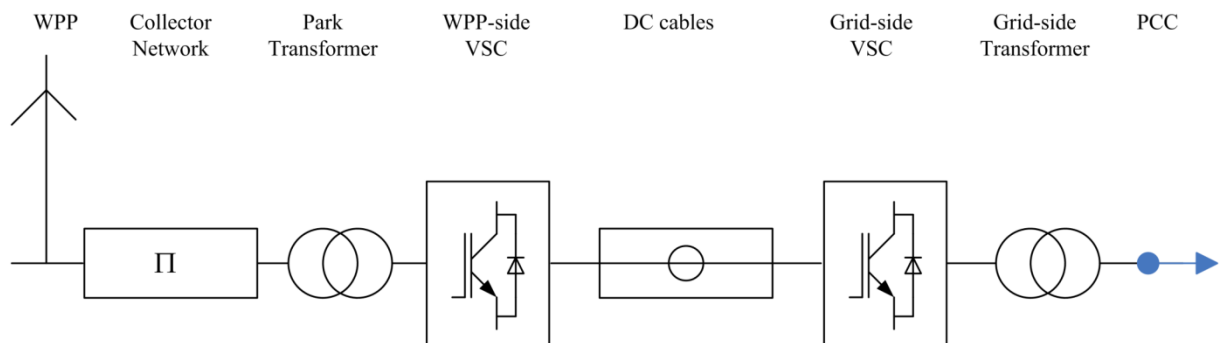 WPP
Collector
Network
Park
Transformer
WPP-side
VSC
DC cables
Grid-side
VSC
Grid-side
Transformer
PCC
Π